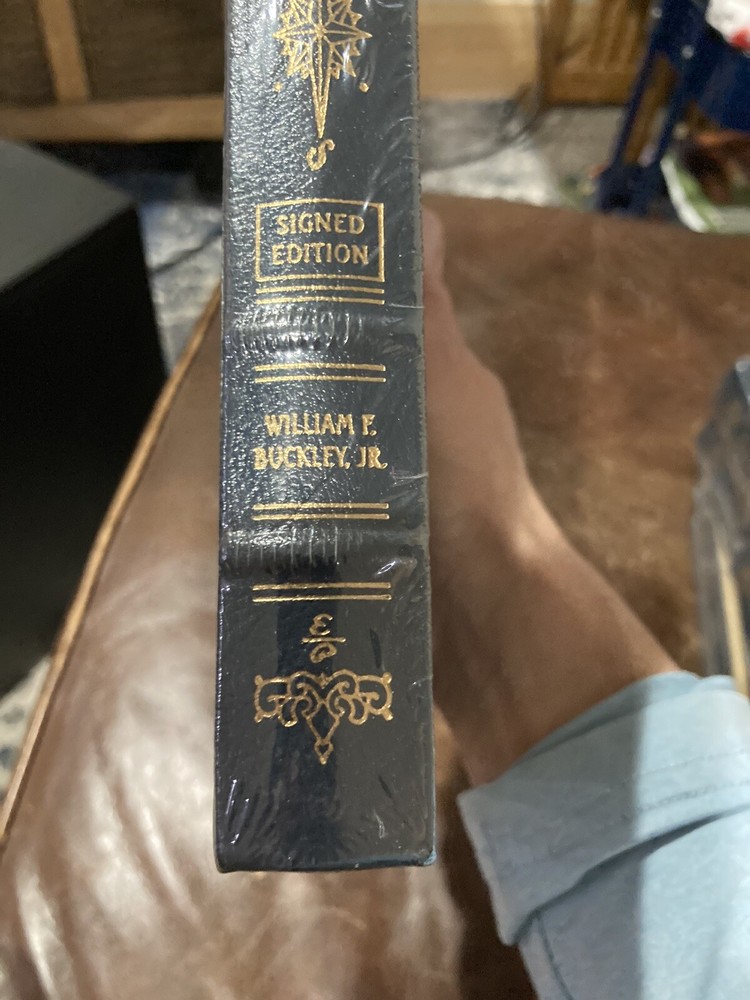 S
SIGNED
EDITION
WILLIAM F.
BUCKLEY, JR.